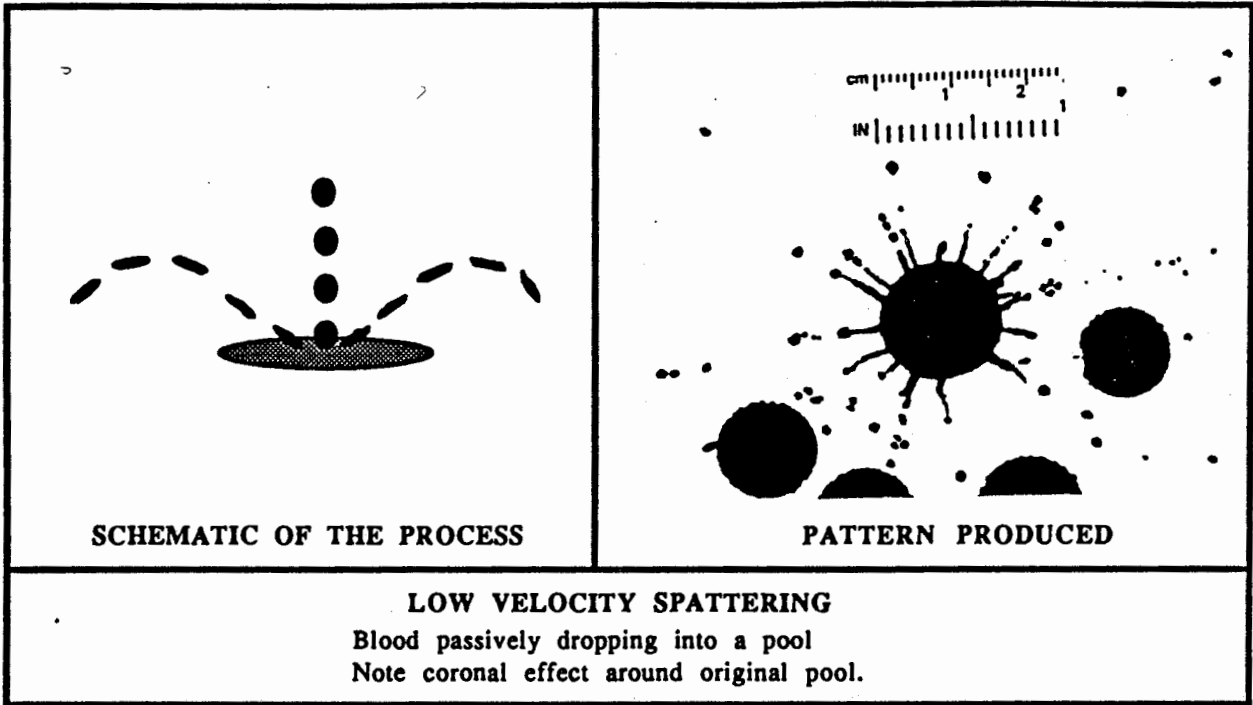 cm 1 2
1
IN
SCHEMATIC OF THE PROCESS
PATTERN PRODUCED
LOW VELOCITY SPATTERING
Blood passively dropping into a pool
Note coronal effect around original pool.